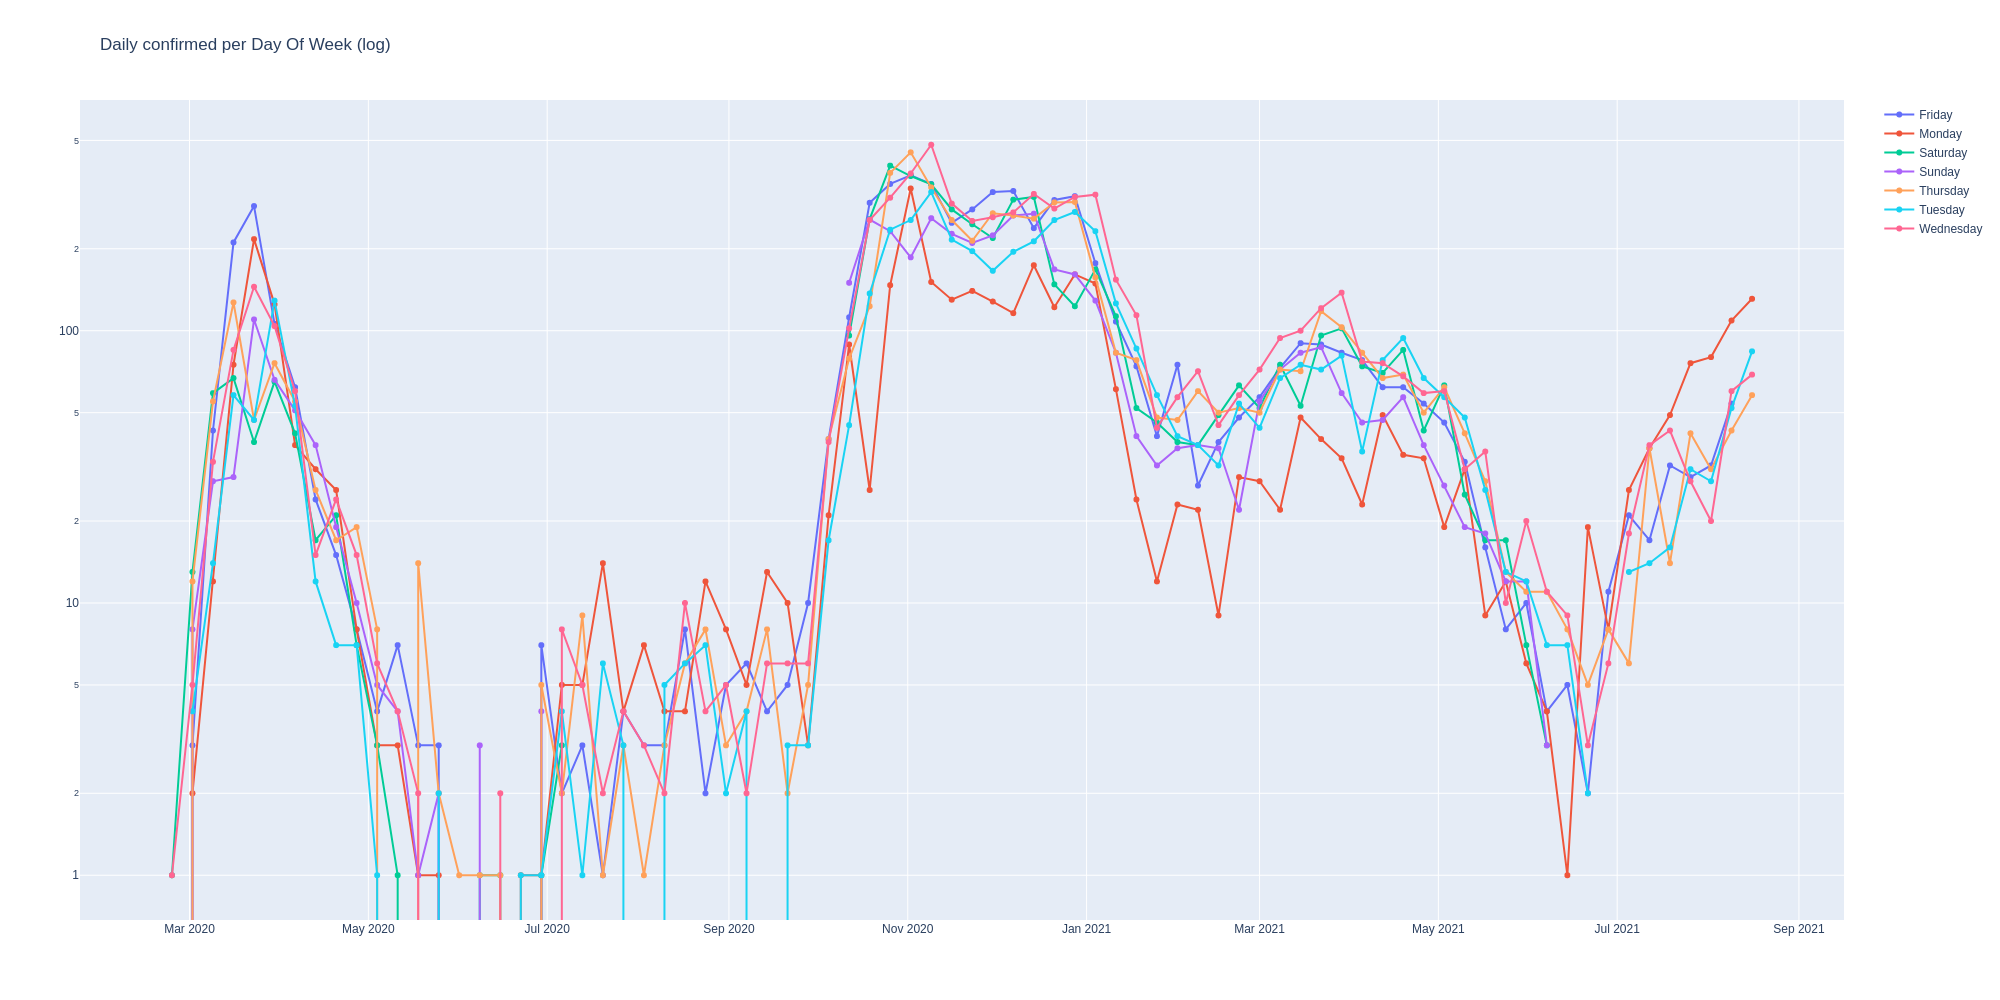 Daily confirmed per Day Of Week (log)
5
2
100
5
2
10
5
2
1
Mar 2020 May 2020 Jul 2020 Sep 2020 Nov 2020 Jan 2021 Mar 2021 May 2021 Jul 2021 Sep 2021
Friday
Monday
Saturday
Sunday
Thursday
Tuesday
Wednesday